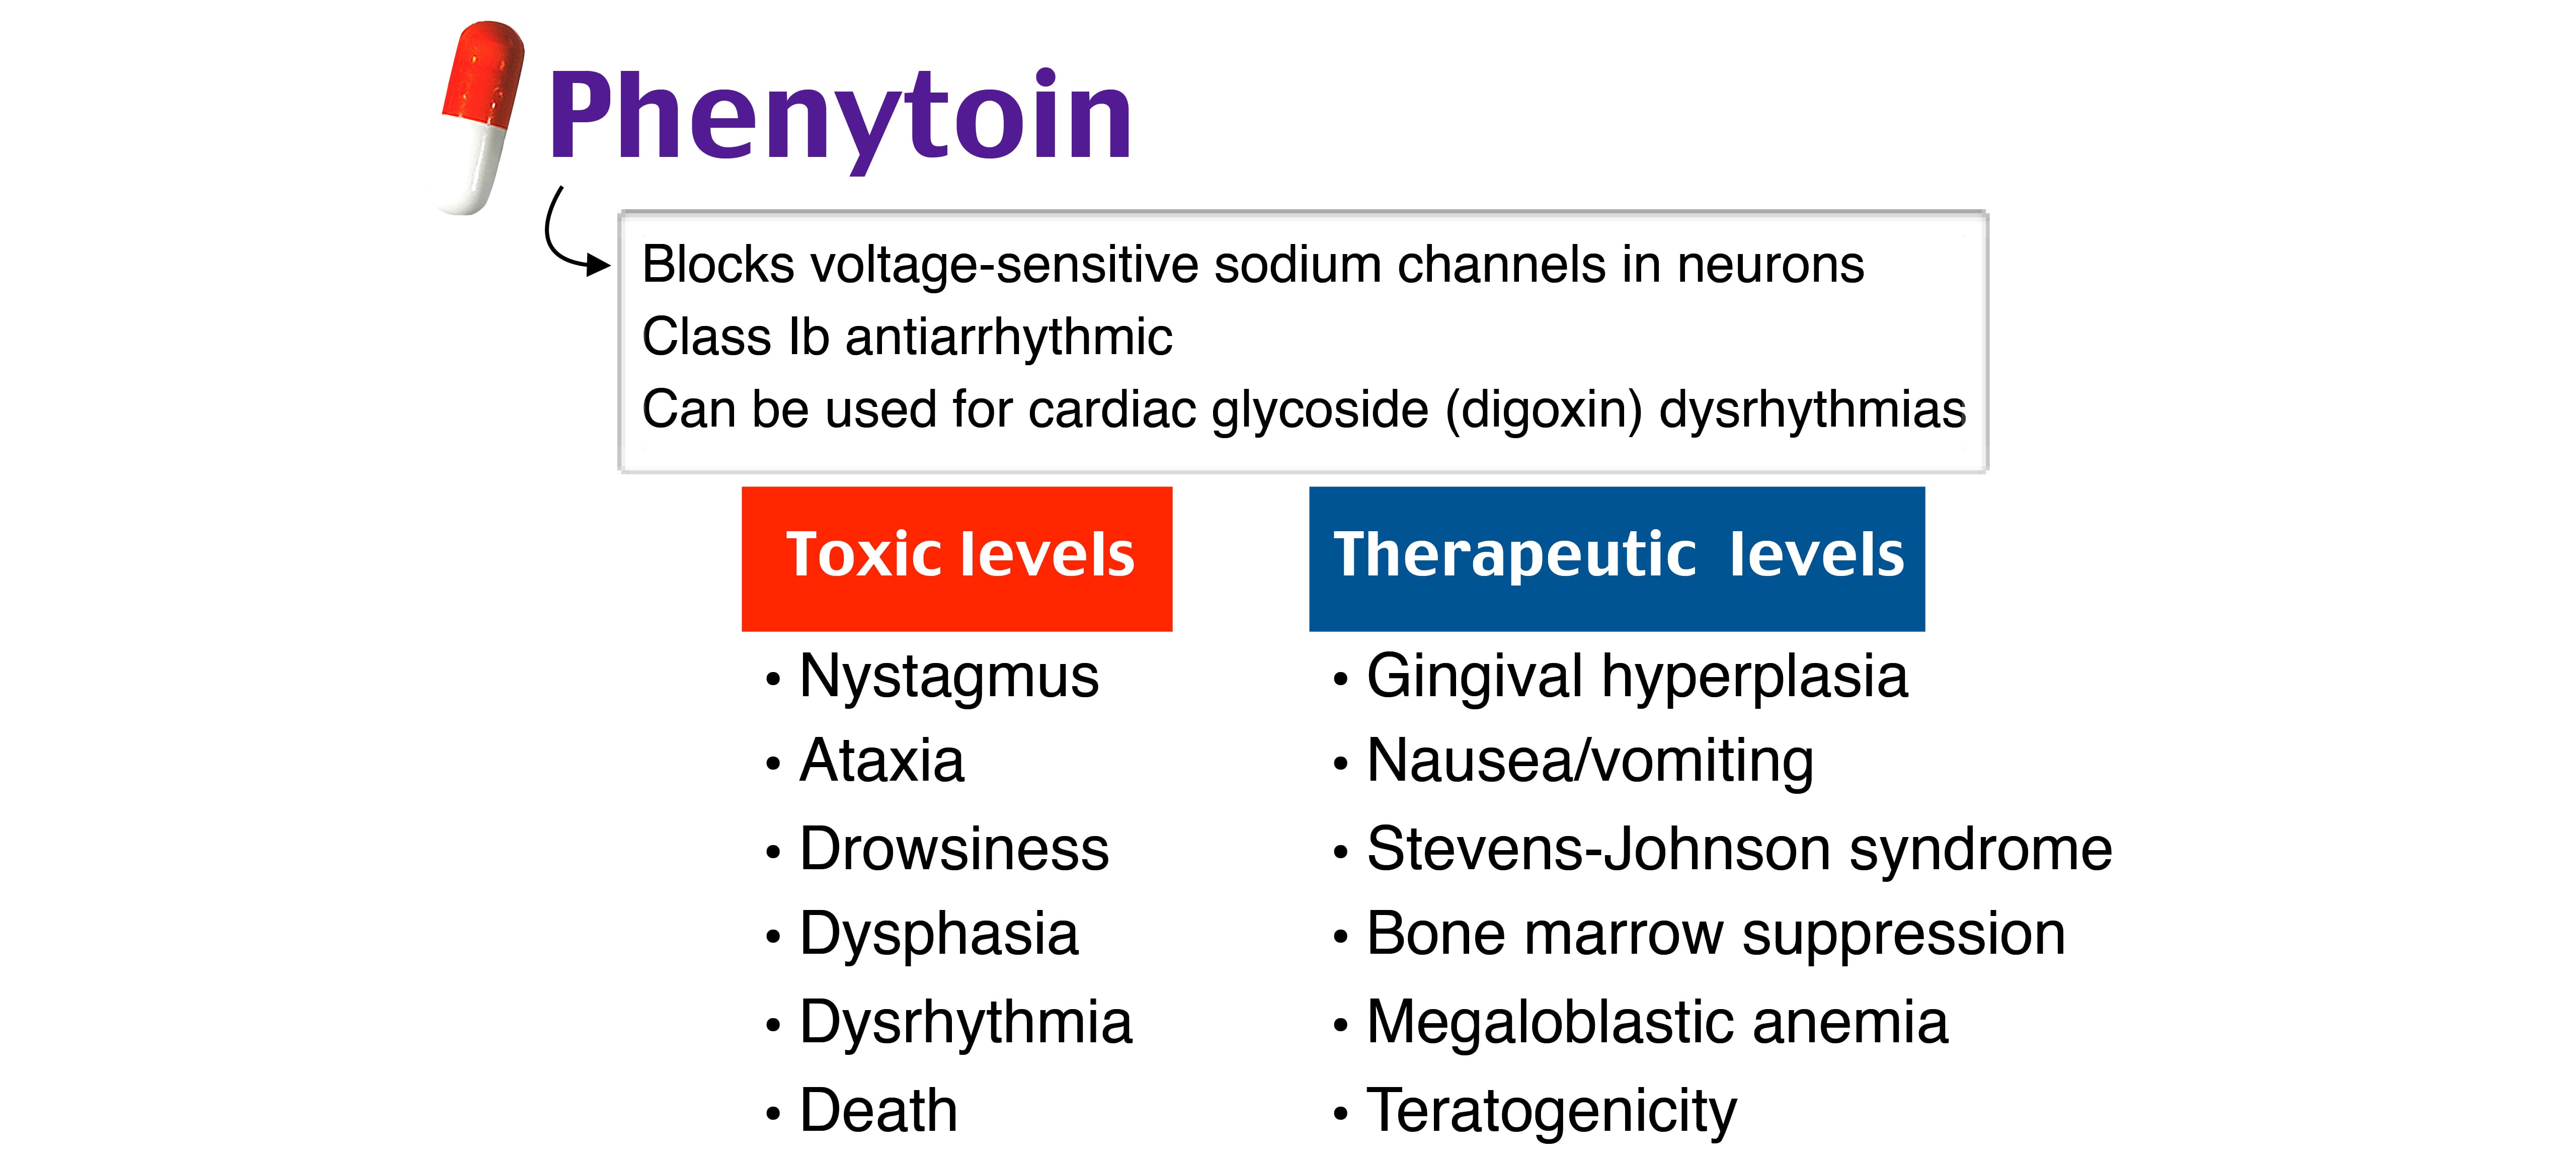 Phenytoin
Blocks voltage-sensitive sodium channels in neurons
Class Ib antiarrhythmic
Can be used for cardiac glycoside (digoxin) dysrhythmias
Toxic levels
• Nystagmus
• Ataxia
• Drowsiness
• Dysphasia
• Dysrhythmia
• Death
Therapeutic levels
• Gingival hyperplasia
• Nausea/vomiting
• Stevens-Johnson syndrome
• Bone marrow suppression
• Megaloblastic anemia
• Teratogenicity